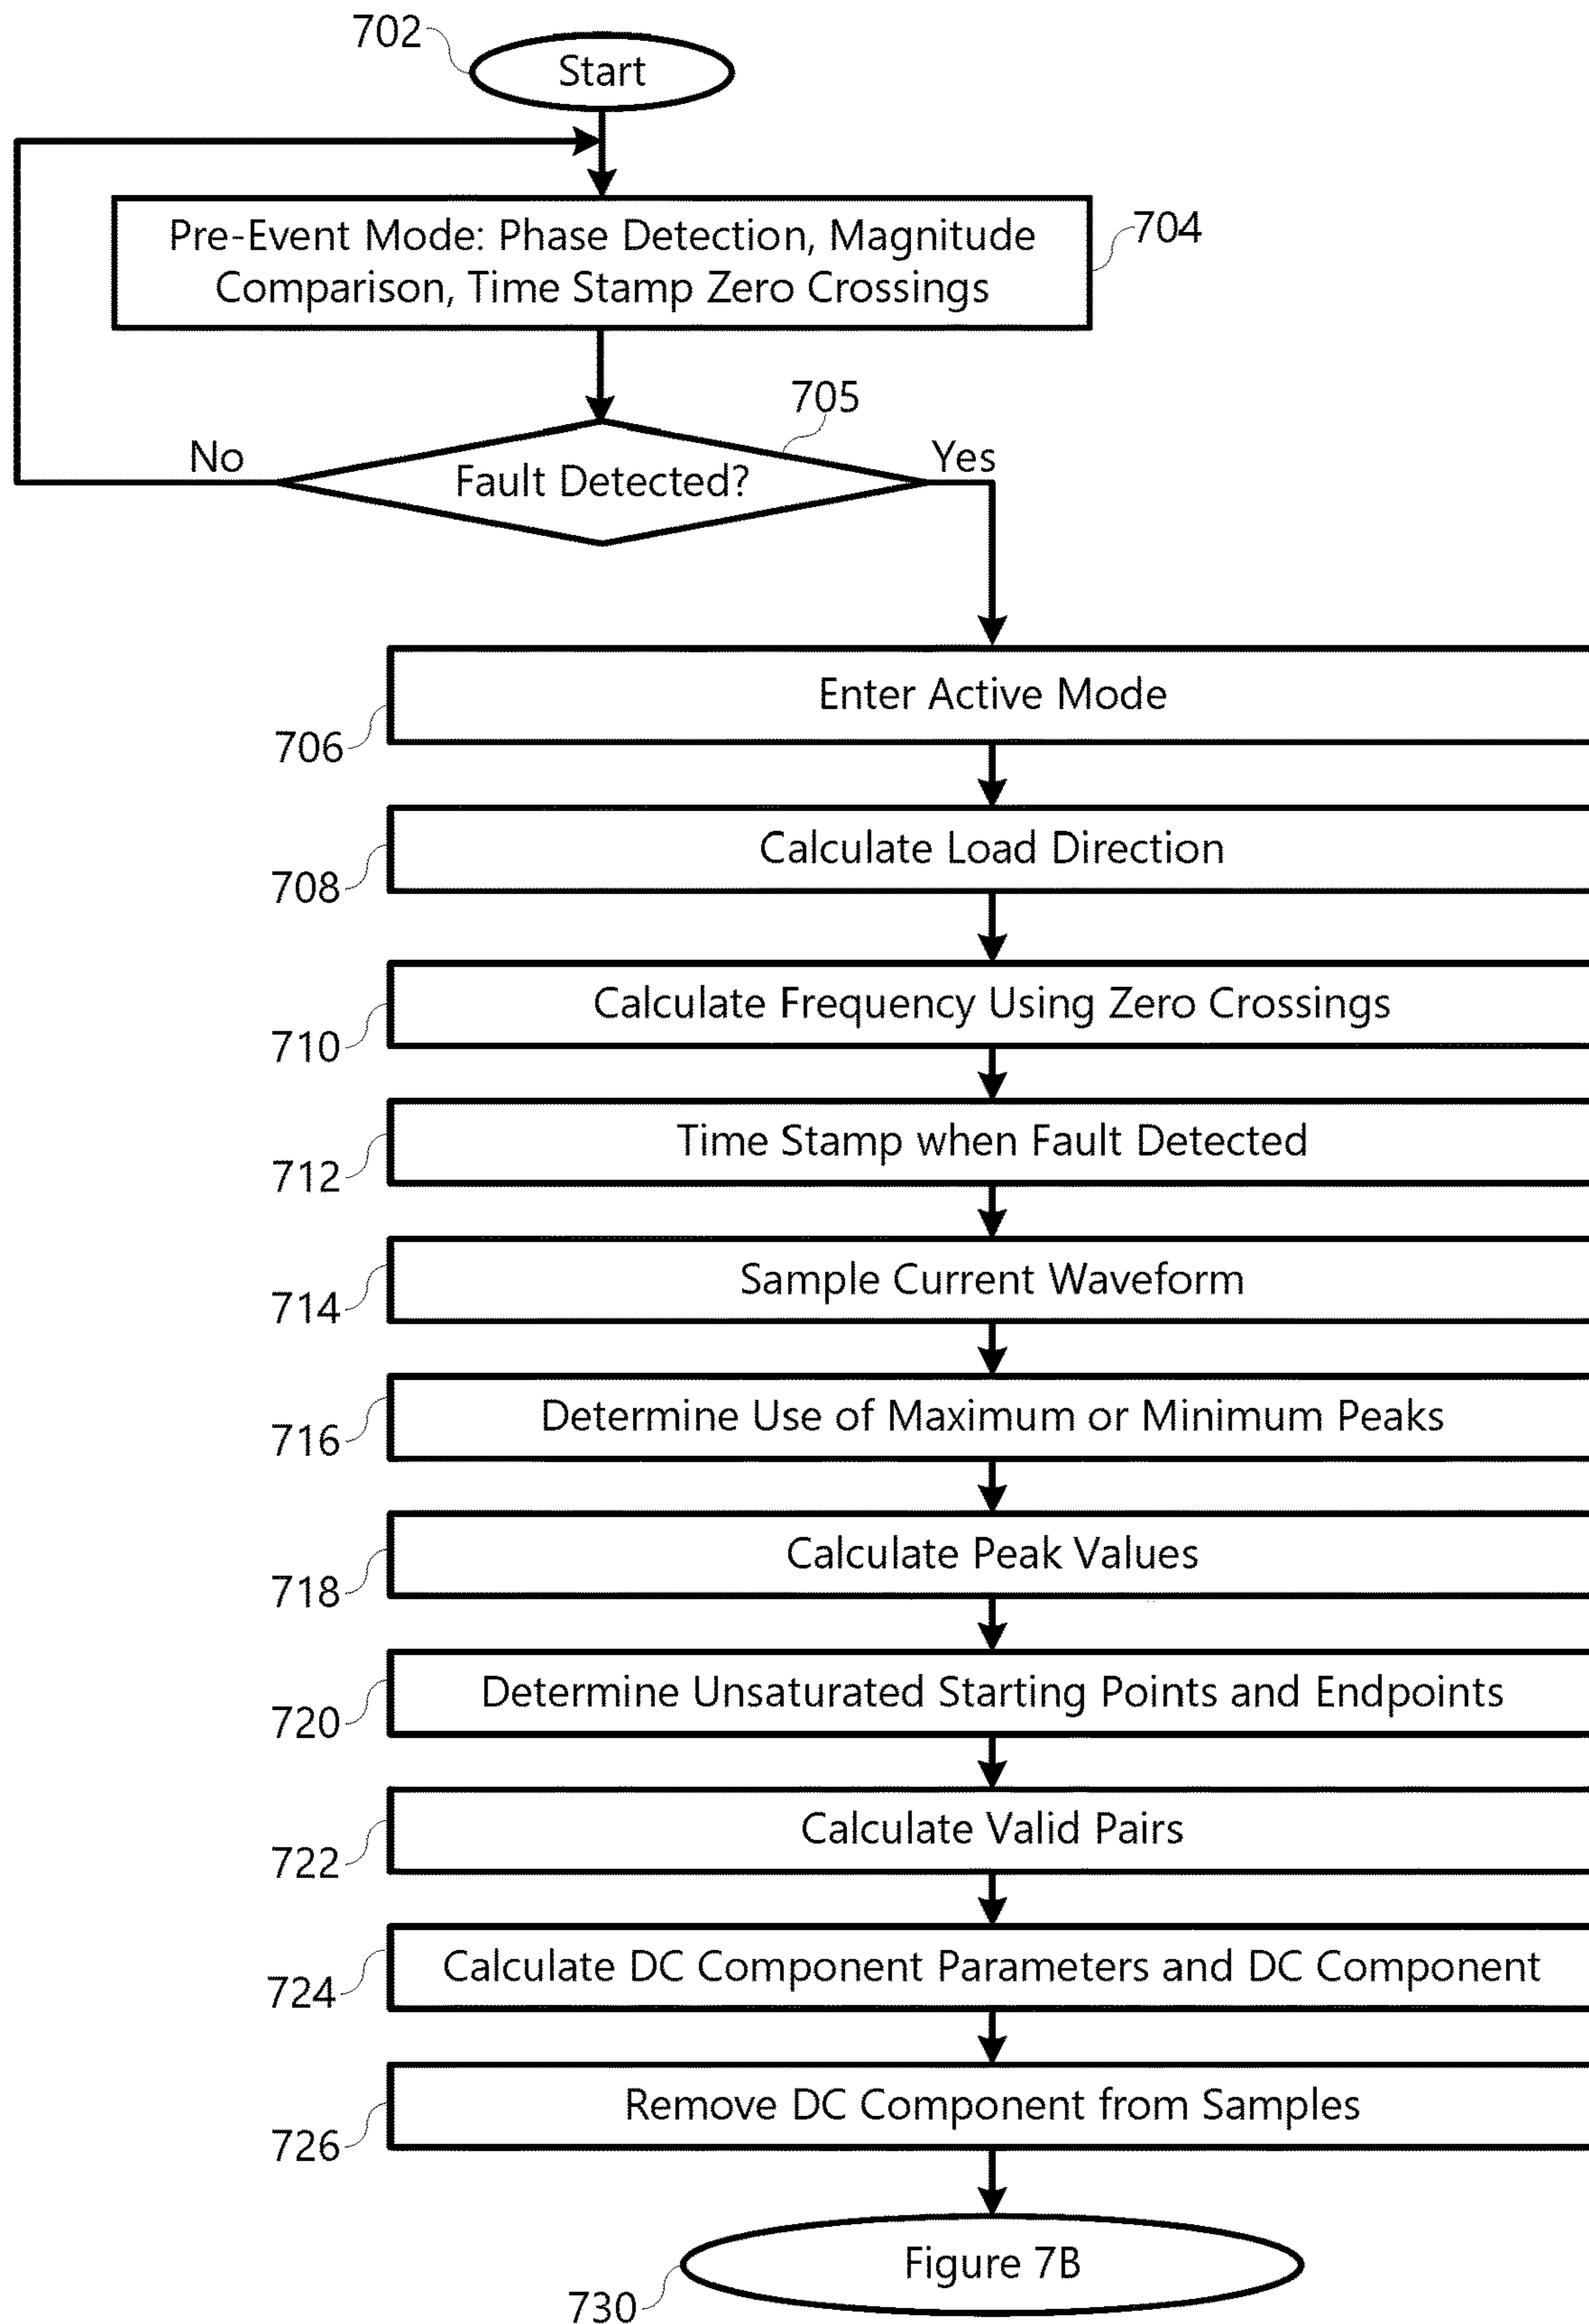 702
Start
Pre-Event Mode: Phase Detection, Magnitude
Comparison, Time Stamp Zero Crossings
704
705
No
Fault Detected?
Yes
Enter Active Mode
706
Calculate Load Direction
708
Calculate Frequency Using Zero Crossings
710
Time Stamp when Fault Detected
712
Sample Current Waveform
714
Determine Use of Maximum or Minimum Peaks
716
Calculate Peak Values
718
Determine Unsaturated Starting Points and Endpoints
720
Calculate Valid Pairs
722
Calculate DC Component Parameters and DC Component
724
Remove DC Component from Samples
726
Figure 7B
730